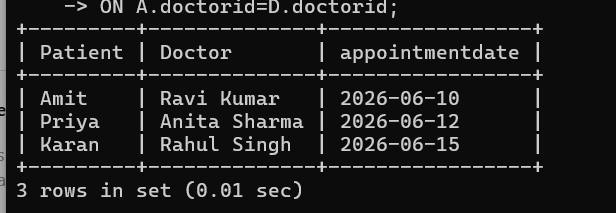 -> ON A.doctorid=D.doctorid;
+---------+--------------+-----------------+
| Patient | Doctor       | appointmentdate |
+---------+--------------+-----------------+
| Amit    | Ravi Kumar   | 2026-06-10      |
| Priya   | Anita Sharma | 2026-06-12      |
| Karan   | Rahul Singh  | 2026-06-15      |
+---------+--------------+-----------------+
3 rows in set (0.01 sec)